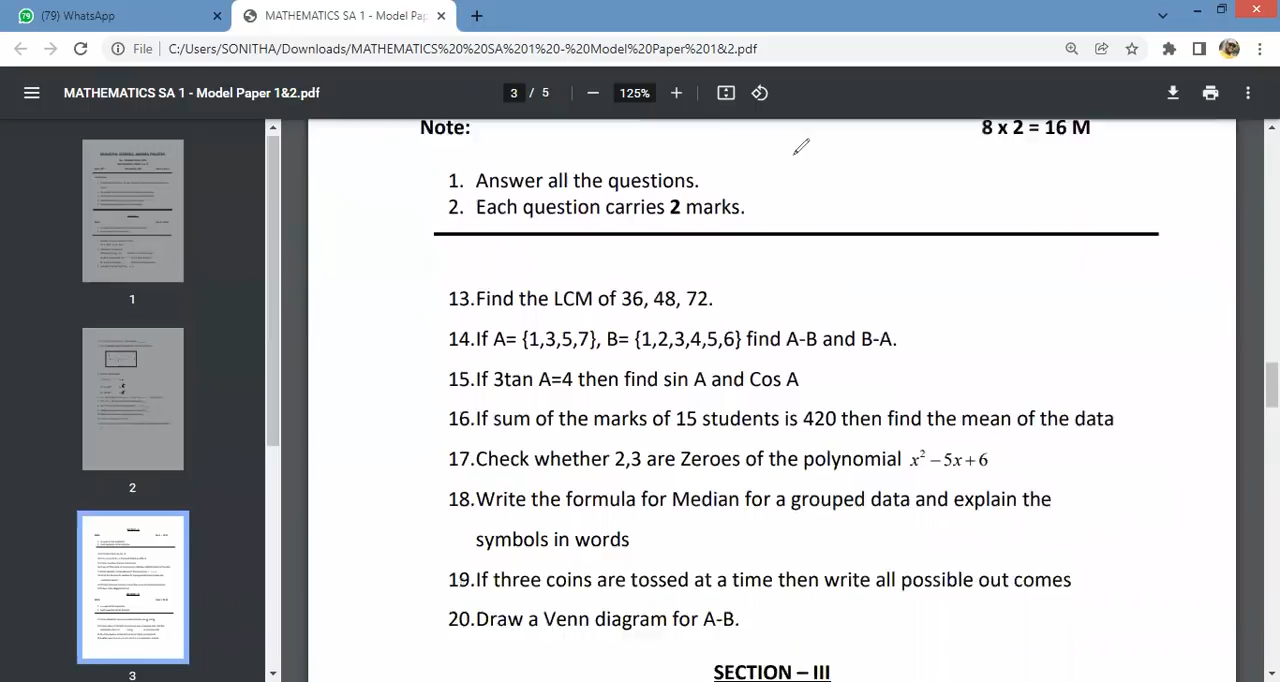 (79) WhatsApp
MATHEMATICS SA 1 - Model Pap
File C:/Users/SONITHA/Downloads/MATHEMATICS%20%20SA%201%20-%20Model%20Paper%201&2.pdf
MATHEMATICS SA 1 - Model Paper 1&2.pdf
3 / 5
125%
Note:
8 x 2 = 16 M
1. Answer all the questions.
2. Each question carries 2 marks.
13.Find the LCM of 36, 48, 72.
14.If A= {1,3,5,7}, B= {1,2,3,4,5,6} find A-B and B-A.
15.If 3tan A=4 then find sin A and Cos A
16.If sum of the marks of 15 students is 420 then find the mean of the data
17.Check whether 2,3 are Zeroes of the polynomial x² − 5x + 6
18.Write the formula for Median for a grouped data and explain the
symbols in words
19.If three coins are tossed at a time then write all possible out comes
20.Draw a Venn diagram for A-B.
SECTION – III
1
2
3